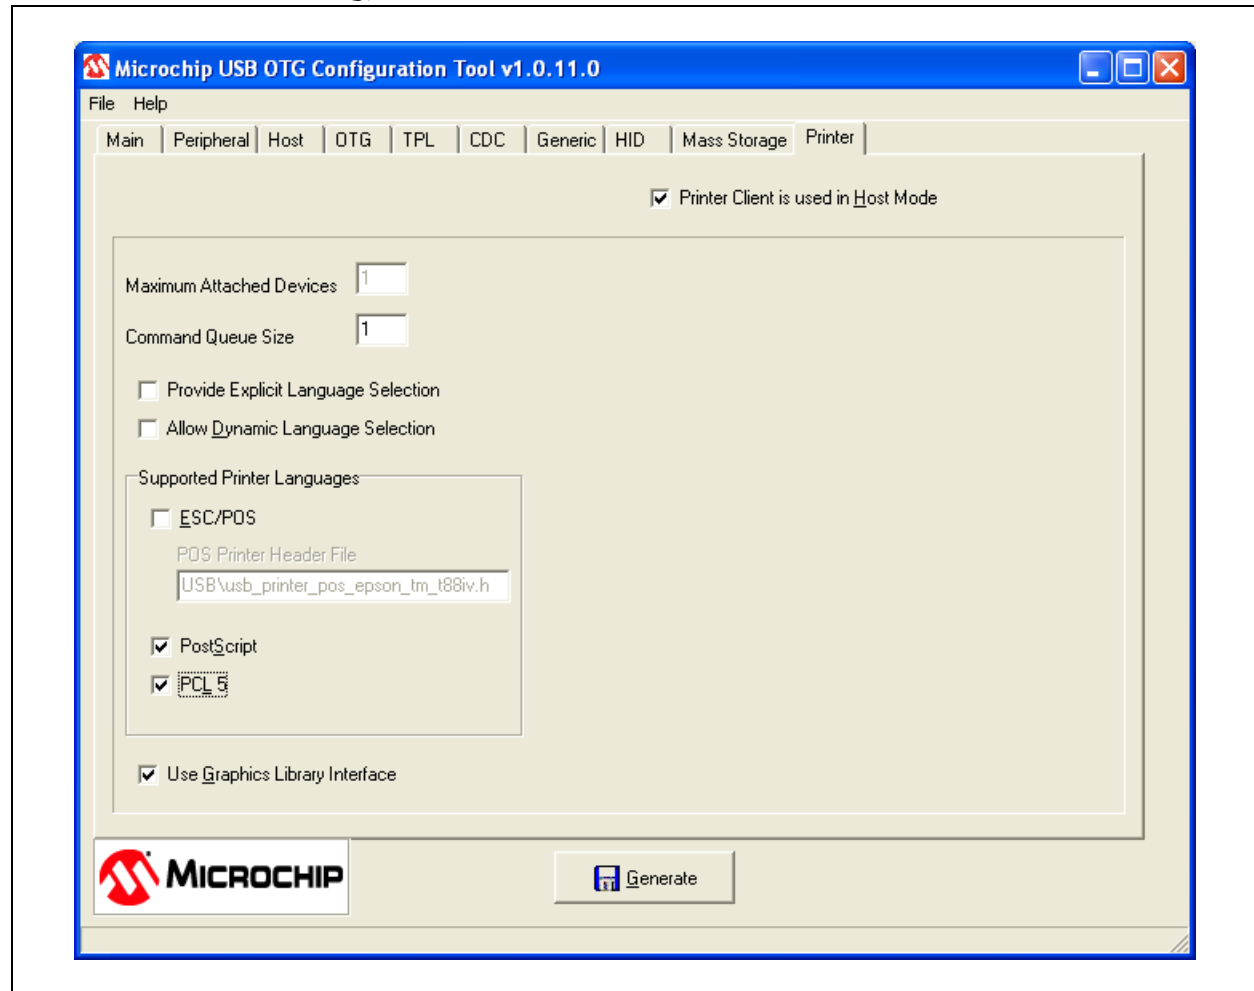 Microchip USB OTG Configuration Tool v1.0.11.0
File Help
Main Peripheral Host OTG TPL CDC Generic HID Mass Storage Printer
Printer Client is used in Host Mode
Maximum Attached Devices 1
Command Queue Size 1
Provide Explicit Language Selection
Allow Dynamic Language Selection
Supported Printer Languages
ESC/POS
POS Printer Header File
USB\usb_printer_pos_epson_tm_t88iv.h
PostScript
PCL 5
Use Graphics Library Interface
MICROCHIP
Generate